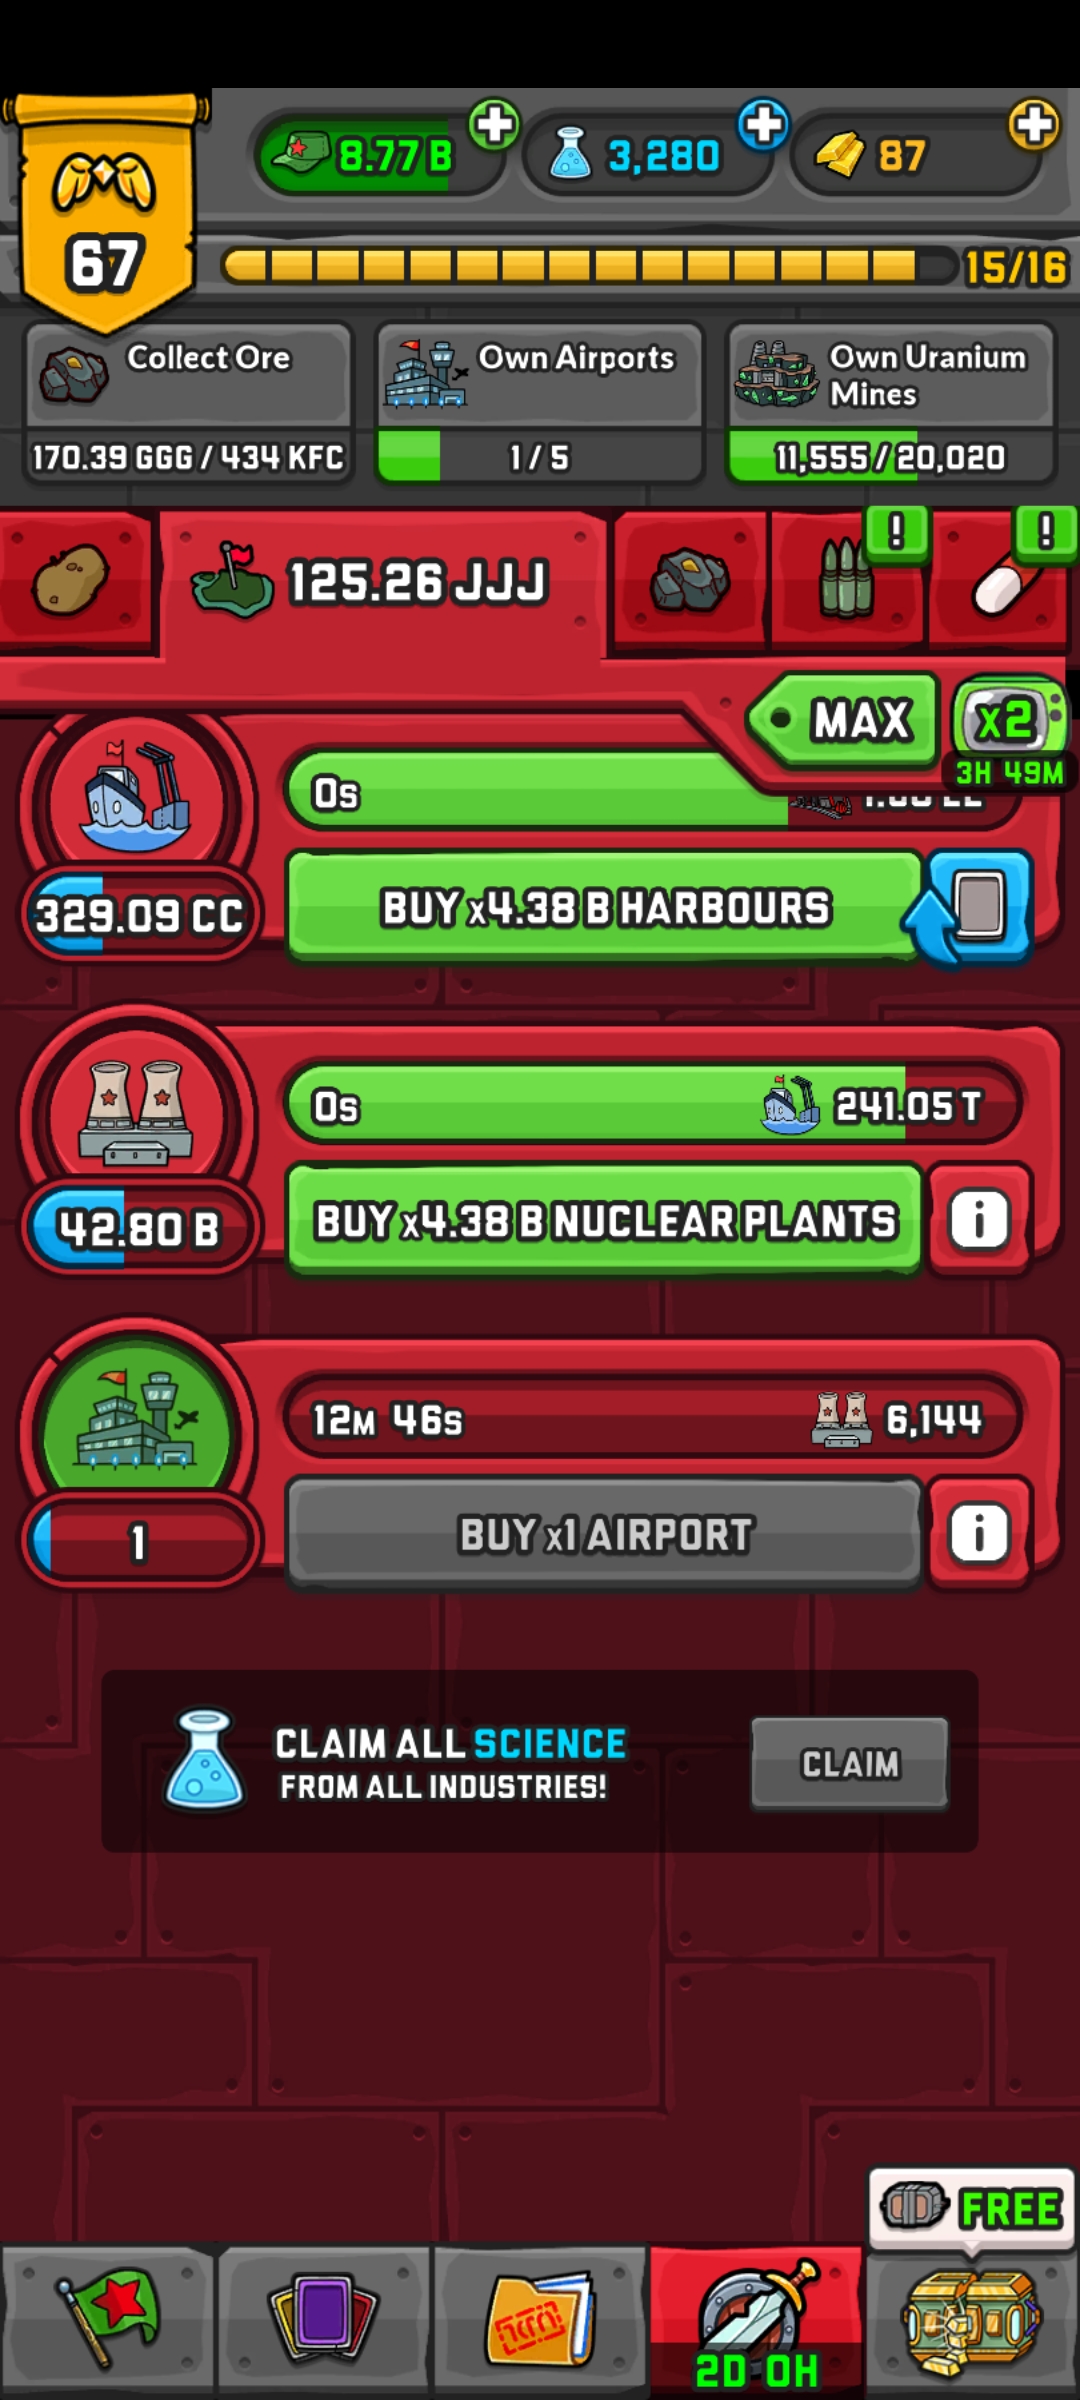 67
8.77 B
3,280
87
15/16
Collect Ore
170.39 GGG / 434 KFC
Own Airports
1 / 5
Own Uranium
Mines
11,555 / 20,020
125.26 JJJ
!
!
MAX
x2
3H 49M
0s
329.09 CC
BUY x4.38 B HARBOURS
0s
241.05 T
42.80 B
BUY x4.38 B NUCLEAR PLANTS
i
12M 46s
6,144
1
BUY x1 AIRPORT
i
CLAIM ALL SCIENCE
FROM ALL INDUSTRIES!
CLAIM
FREE
2D 0H